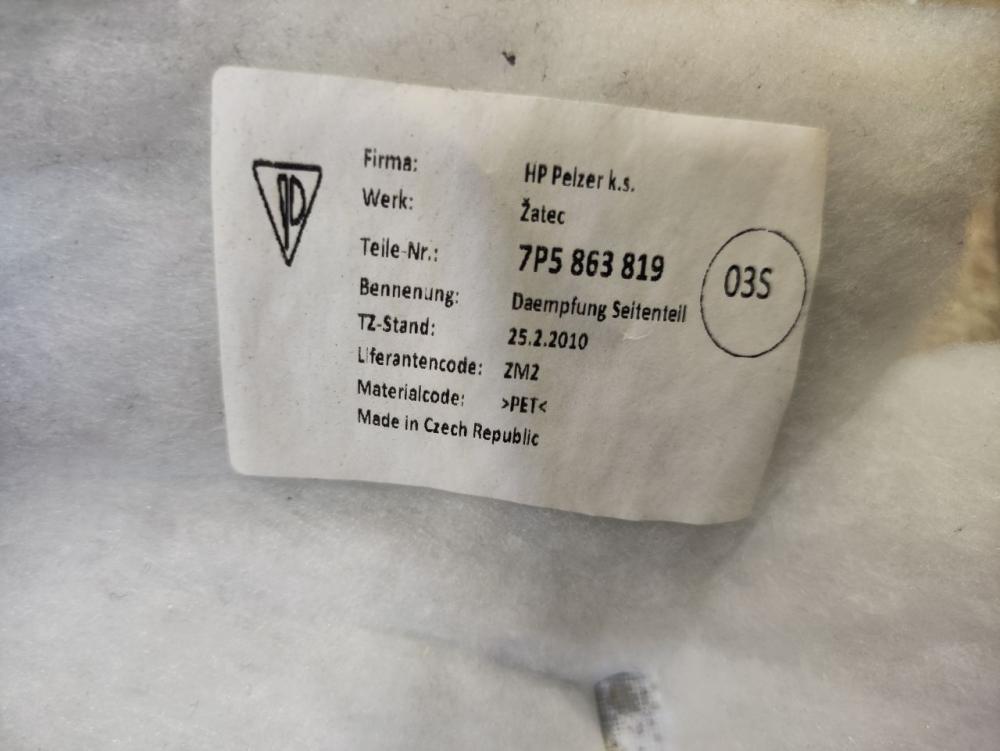 Firma: HP Pelzer k.s.
Werk: Žatec
Teile-Nr.: 7P5 863 819
03S
Bennenung: Daempfung Seitenteil
TZ-Stand: 25.2.2010
Liferantencode: ZM2
Materialcode: >PET<
Made in Czech Republic